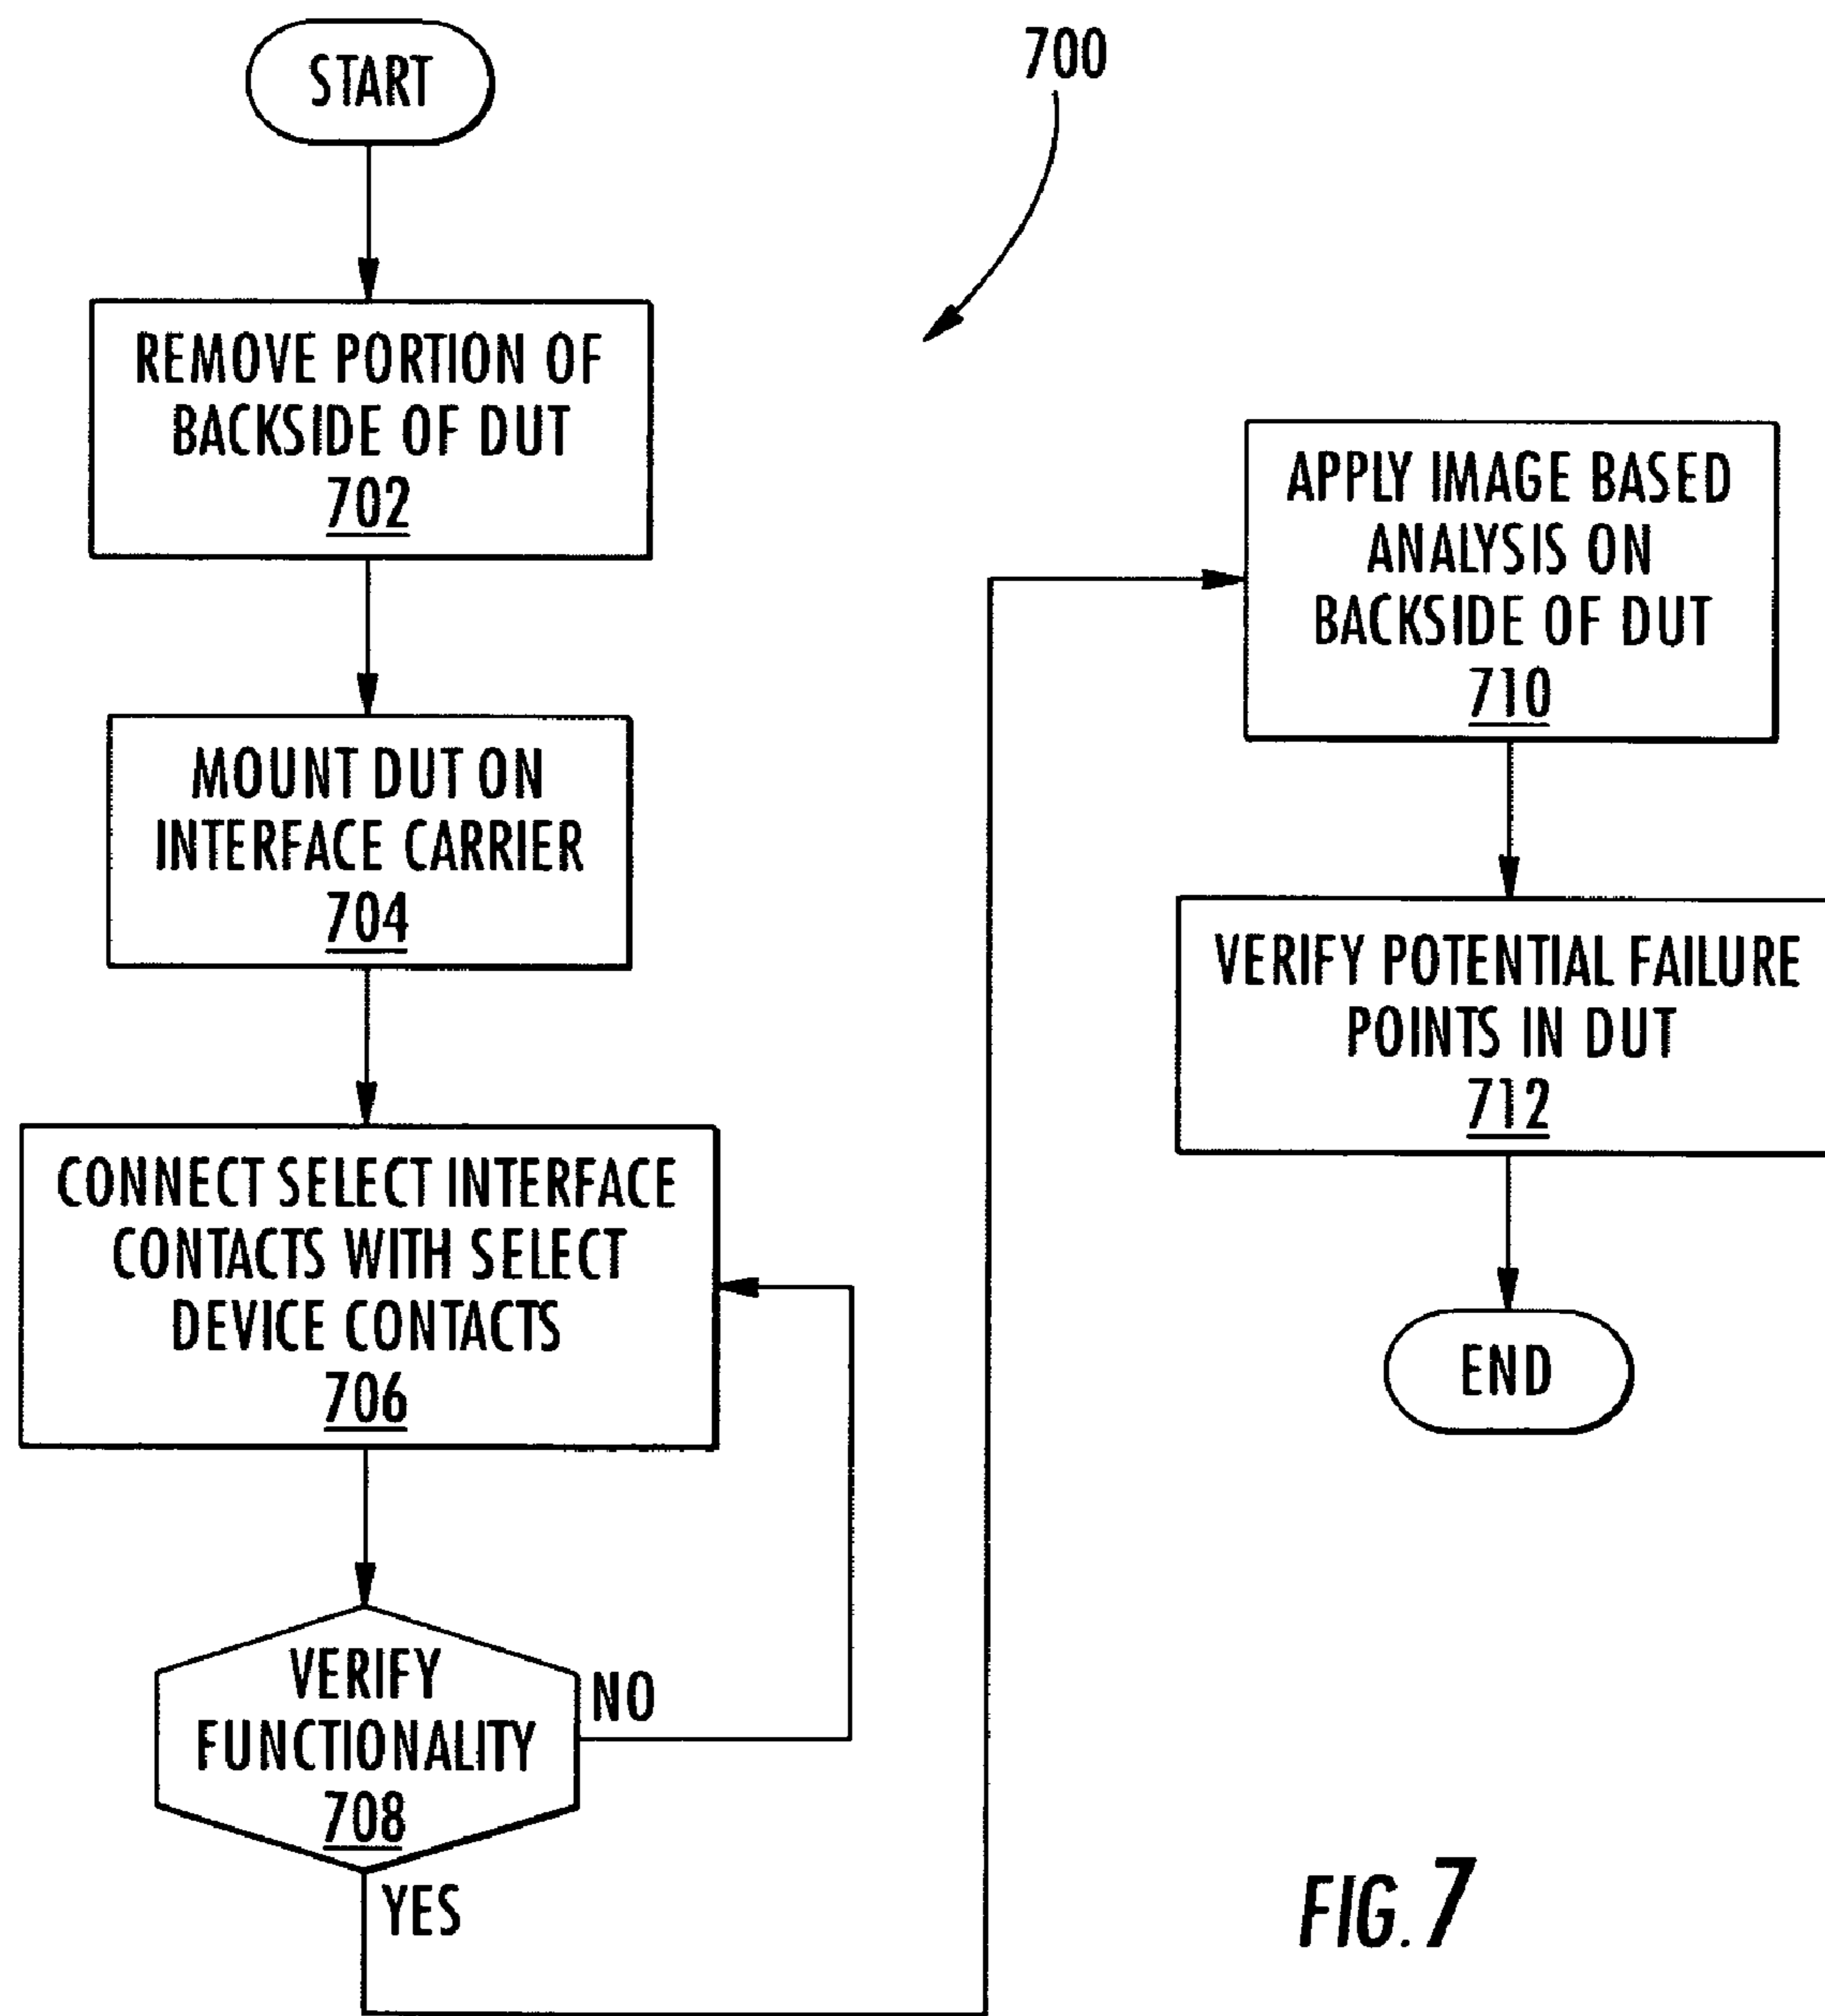 START
700
REMOVE PORTION OF
BACKSIDE OF DUT
702
MOUNT DUT ON
INTERFACE CARRIER
704
CONNECT SELECT INTERFACE
CONTACTS WITH SELECT
DEVICE CONTACTS
706
VERIFY
FUNCTIONALITY
708
NO
YES
APPLY IMAGE BASED
ANALYSIS ON
BACKSIDE OF DUT
710
VERIFY POTENTIAL FAILURE
POINTS IN DUT
712
END
FIG. 7